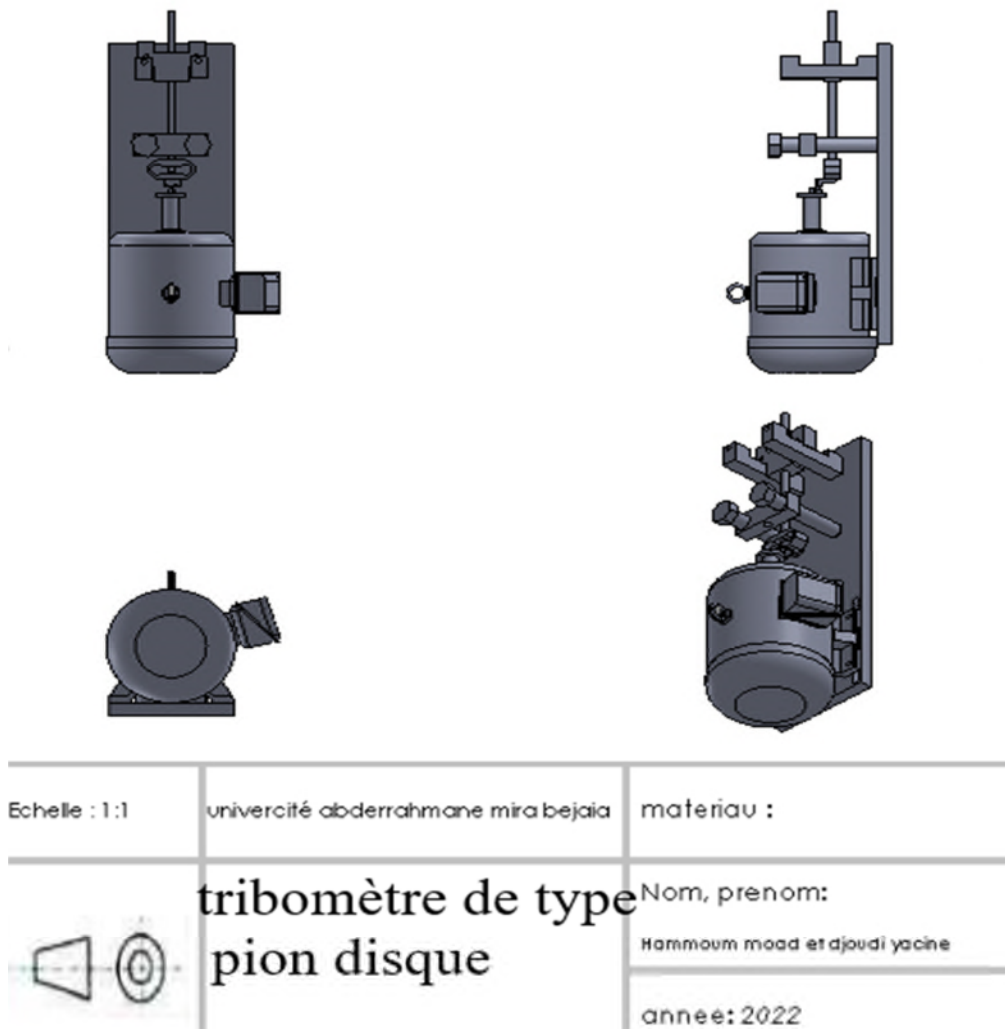 Echelle : 1:1
univercité abderrahmane mira bejaia
materiau :
tribomètre de type
pion disque
Nom, prenom:
Hammoum moad et djoudi yacine
annee: 2022